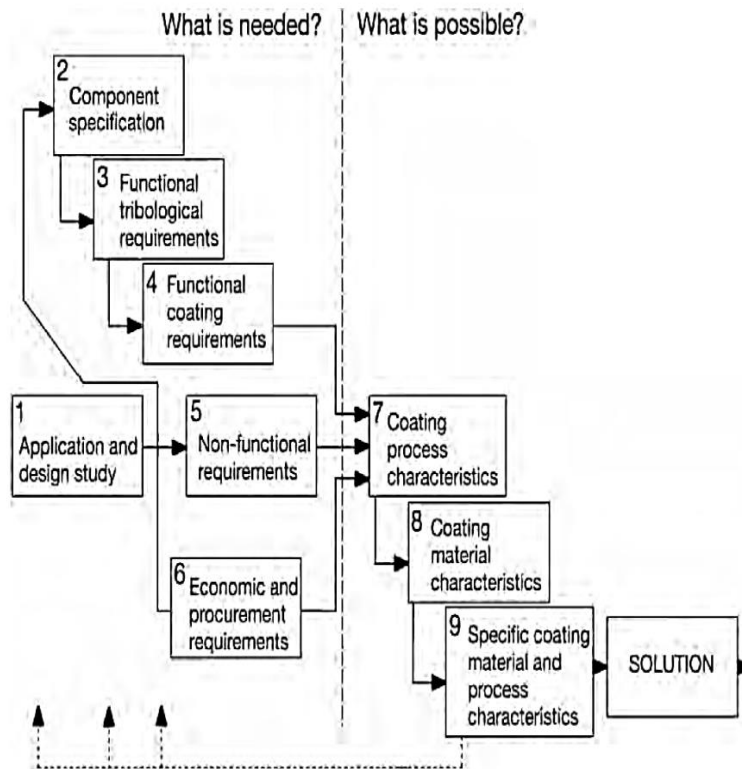 What is needed?
What is possible?
2
Component
specification
3
Functional
tribological
requirements
4
Functional
coating
requirements
1
Application and
design study
5
Non-functional
requirements
6
Economic and
procurement
requirements
7
Coating
process
characteristics
8
Coating
material
characteristics
9
Specific coating
material and
process
characteristics
SOLUTION